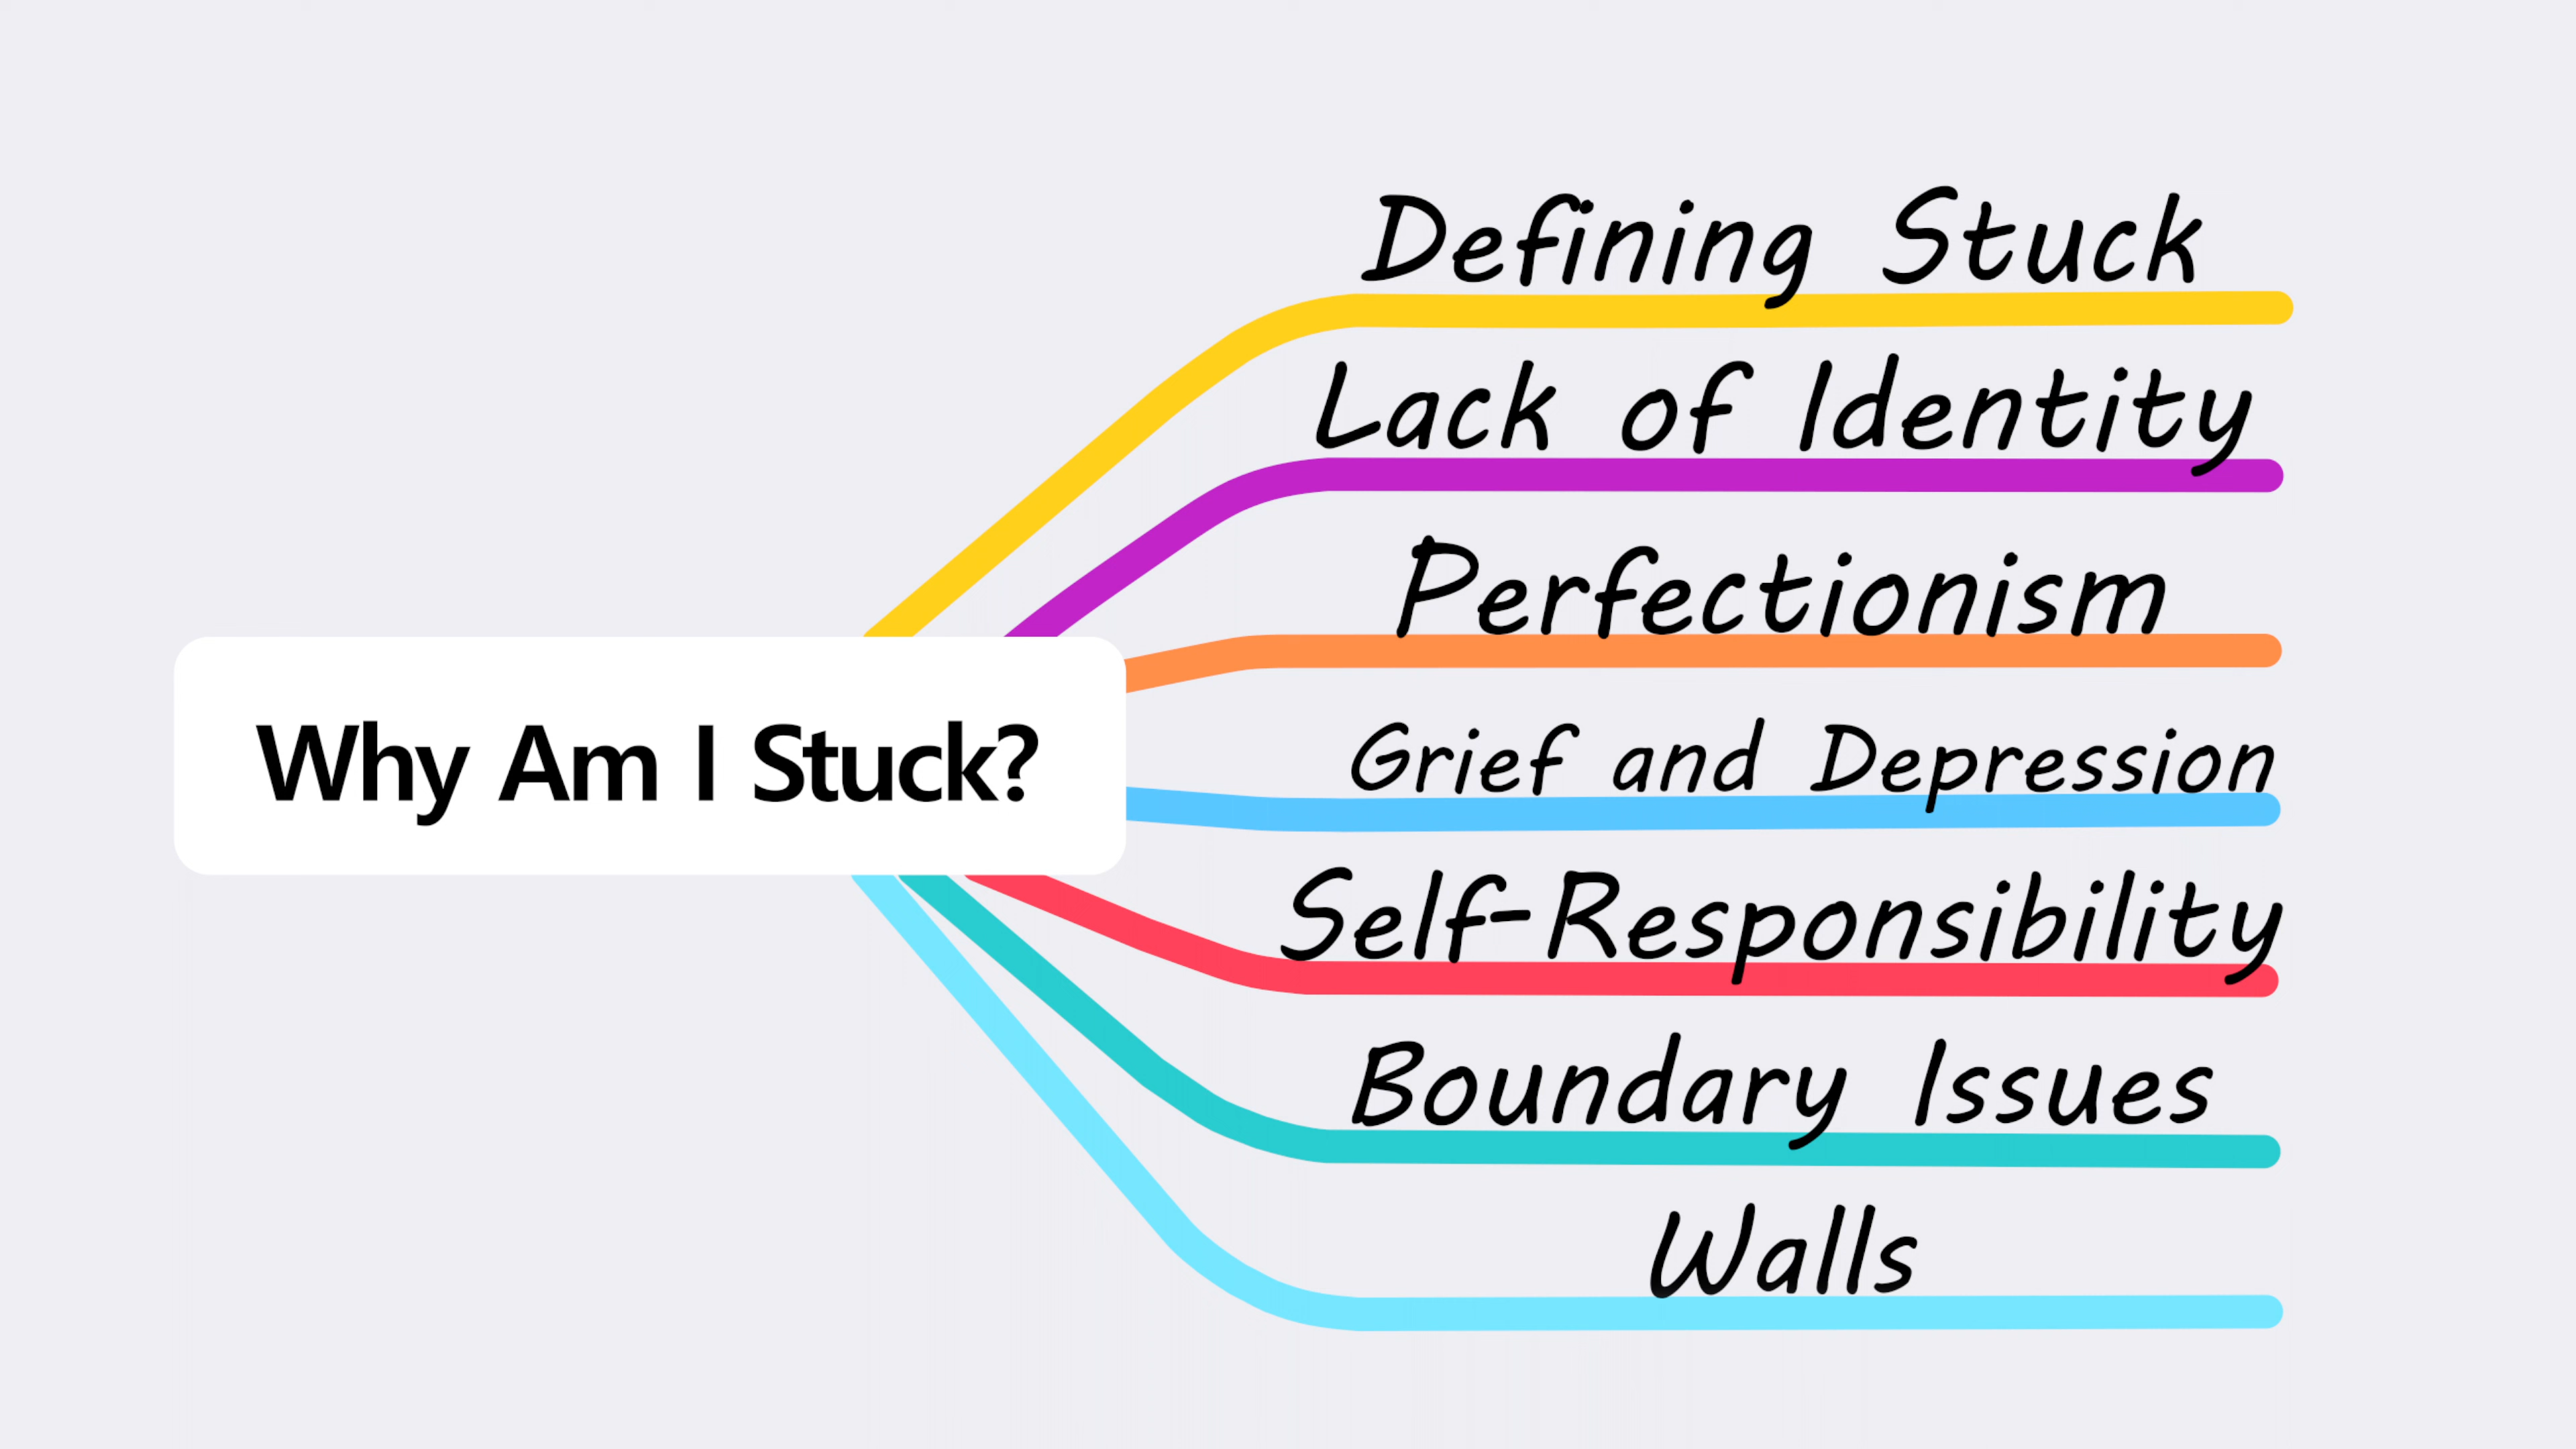 Defining Stuck
Lack of Identity
Perfectionism
Why Am I Stuck?
Grief and Depression
Self-Responsibility
Boundary Issues
Walls